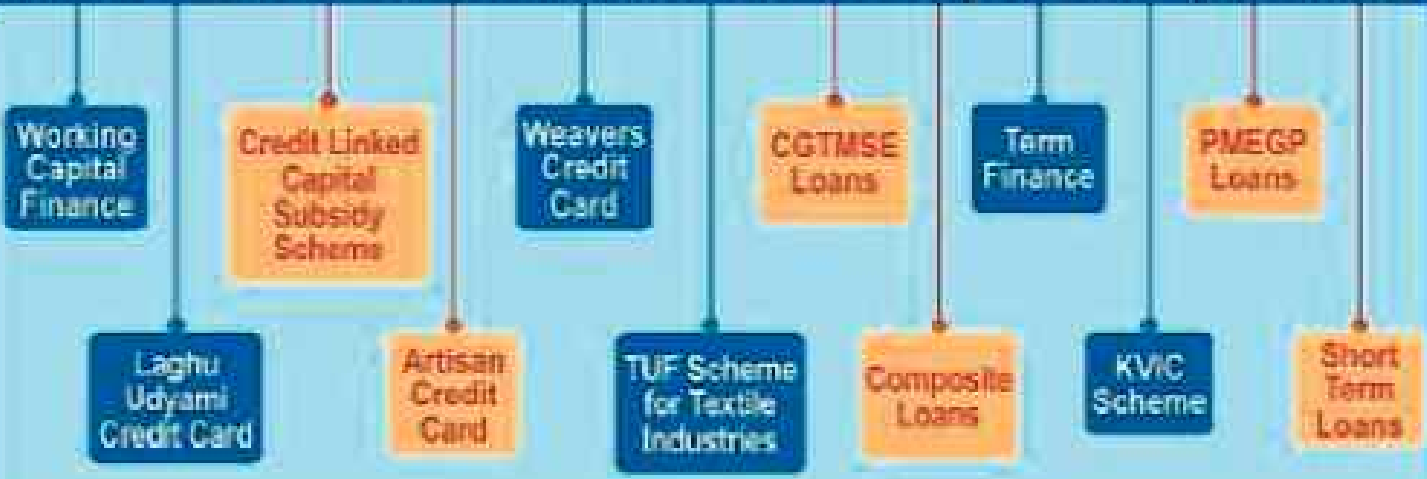 Working
Capital
Finance
Credit Linked
Capital
Subsidy
Scheme
Weavers
Credit
Card
CGTMSE
Loans
Term
Finance
PMEGP
Loans
Laghu
Udyami
Credit Card
Artisan
Credit
Card
TUF Scheme
for Textile
Industries
Composite
Loans
KVIC
Scheme
Short
Term
Loans